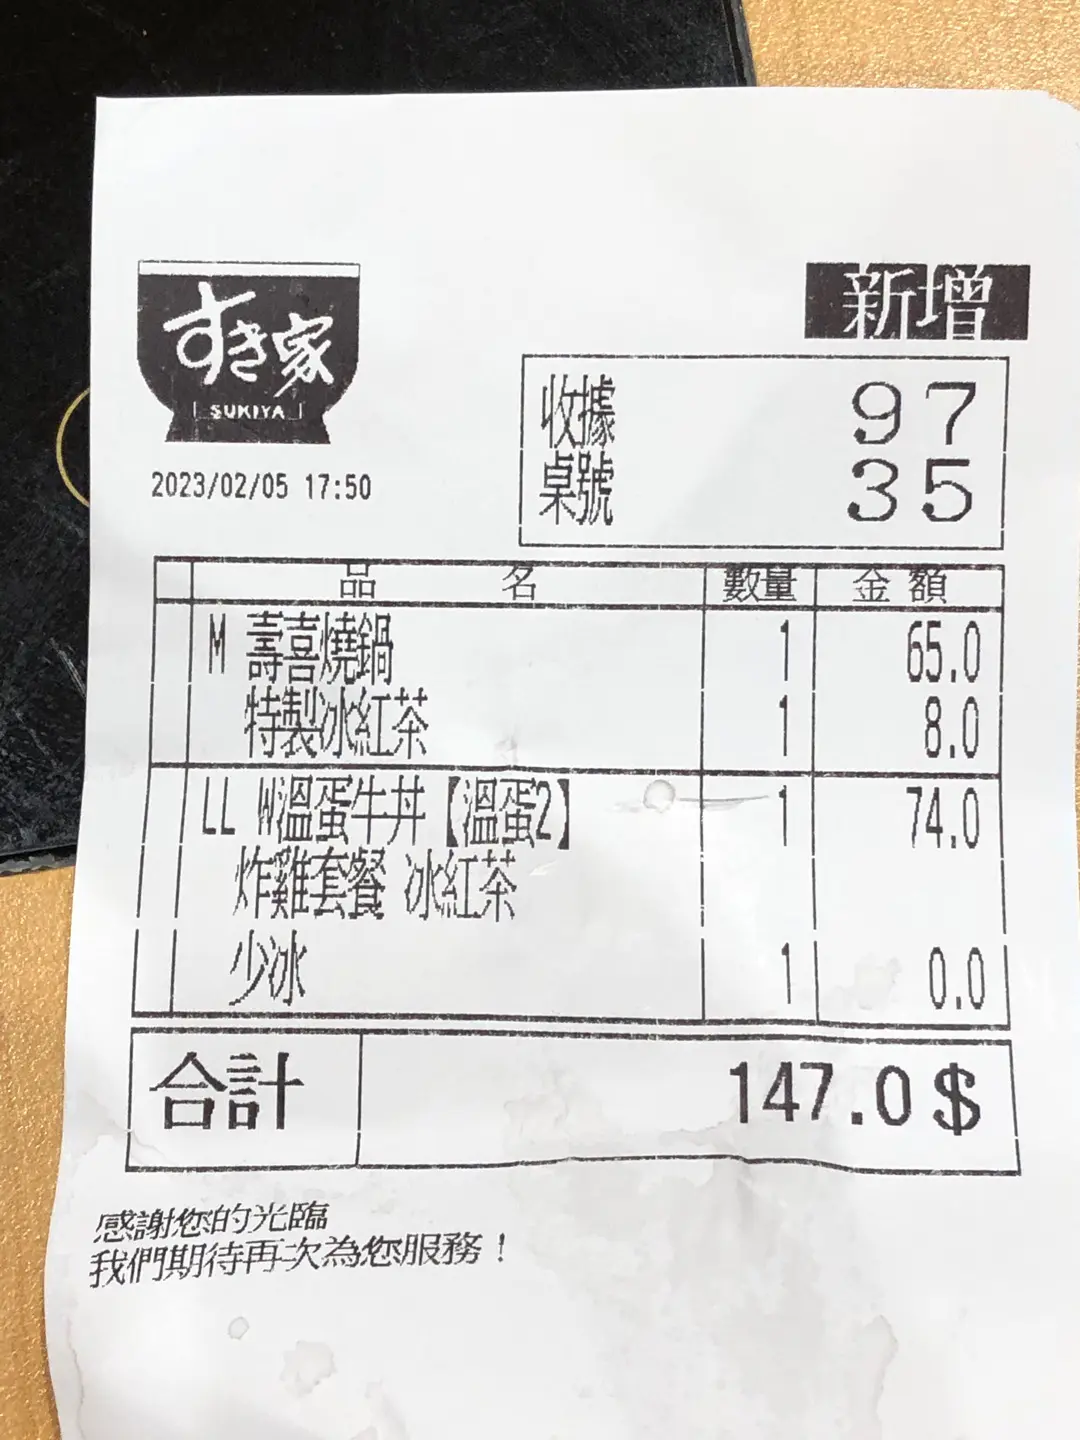 すき家
SUKIYA
新增
2023/02/05 17:50
收據 97
桌號 35
品名 數量 金額
M 壽喜燒鍋 1 65.0
特製冰紅茶 1 8.0
LL W溫蛋牛丼【溫蛋2】 1 74.0
炸雞套餐 冰紅茶
少冰 1 0.0
合計 147.0$
感謝您的光臨
我們期待再次為您服務！